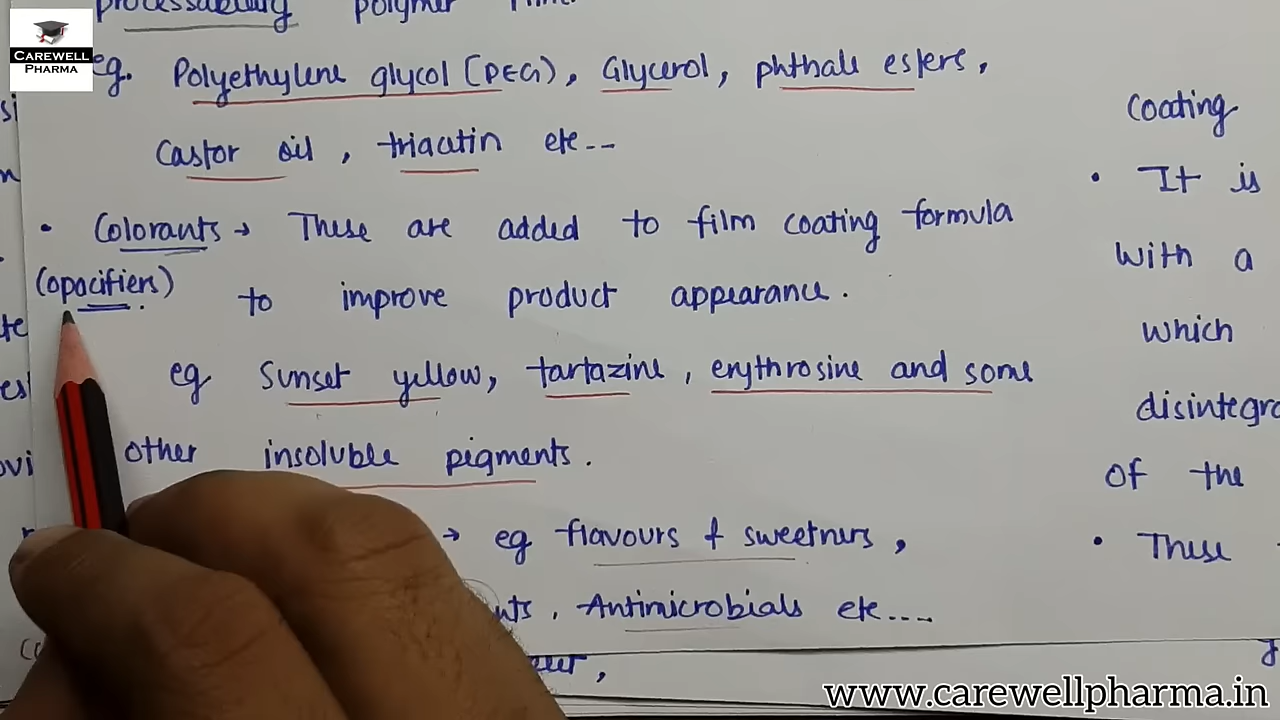 CAREWELL
PHARMA
processability polymer
eg. Polyethylene glycol (PEG), Glycerol, phthale esters,
Castor oil, triacetin etc--
• Colorants → These are added to film coating formula
(opacifiers) to improve product appearance.
eg Sunset yellow, tartazine, erythrosine and some
other insoluble pigments.
→ eg flavours & sweetners,
Antimicrobials etc....
Coating
• It is
with a
which
of the
• These
www.carewellpharma.in